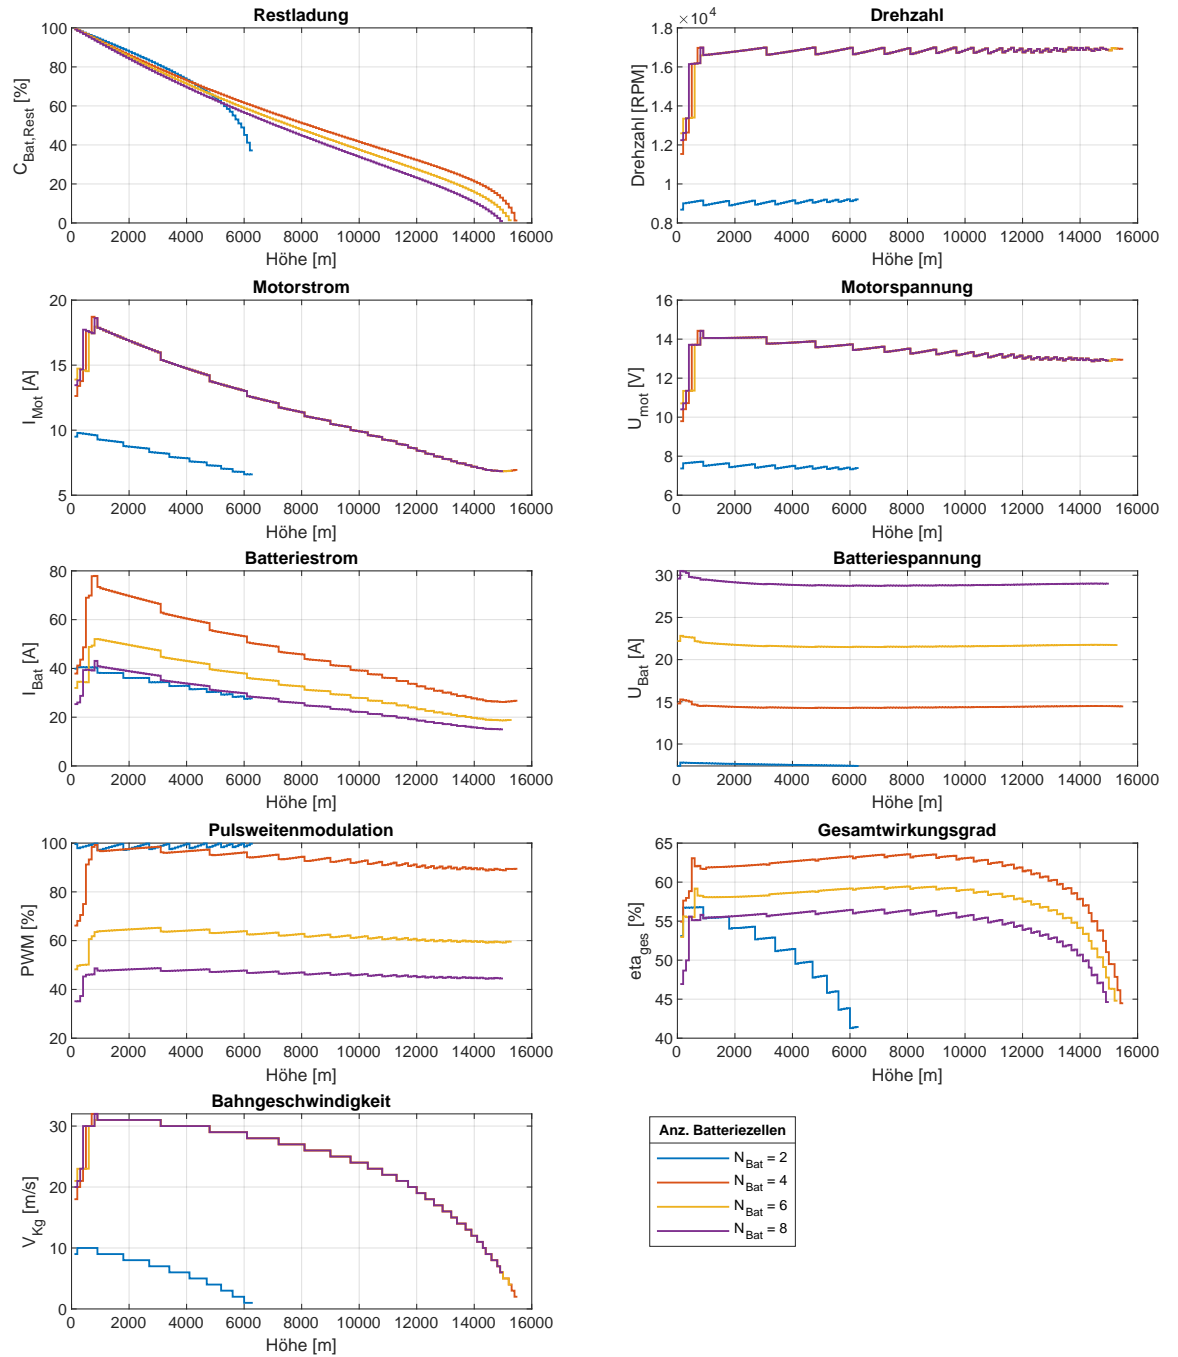 Restladung
C_Bat,Rest [%]
100
80
60
40
20
0
0 2000 4000 6000 8000 10000 12000 14000 16000
Höhe [m]
Drehzahl
×10^4
Drehzahl [RPM]
1.8
1.6
1.4
1.2
1
0.8
0 2000 4000 6000 8000 10000 12000 14000 16000
Höhe [m]
Motorstrom
I_Mot [A]
20
15
10
5
0 2000 4000 6000 8000 10000 12000 14000 16000
Höhe [m]
Motorspannung
U_mot [V]
16
14
12
10
8
6
0 2000 4000 6000 8000 10000 12000 14000 16000
Höhe [m]
Batteriestrom
I_Bat [A]
80
60
40
20
0
0 2000 4000 6000 8000 10000 12000 14000 16000
Höhe [m]
Batteriespannung
U_Bat [A]
30
25
20
15
10
0 2000 4000 6000 8000 10000 12000 14000 16000
Höhe [m]
Pulsweitenmodulation
PWM [%]
100
80
60
40
20
0 2000 4000 6000 8000 10000 12000 14000 16000
Höhe [m]
Gesamtwirkungsgrad
eta_ges [%]
65
60
55
50
45
40
0 2000 4000 6000 8000 10000 12000 14000 16000
Höhe [m]
Bahngeschwindigkeit
V_Kg [m/s]
30
20
10
0
0 2000 4000 6000 8000 10000 12000 14000 16000
Höhe [m]
Anz. Batteriezellen
N_Bat = 2
N_Bat = 4
N_Bat = 6
N_Bat = 8